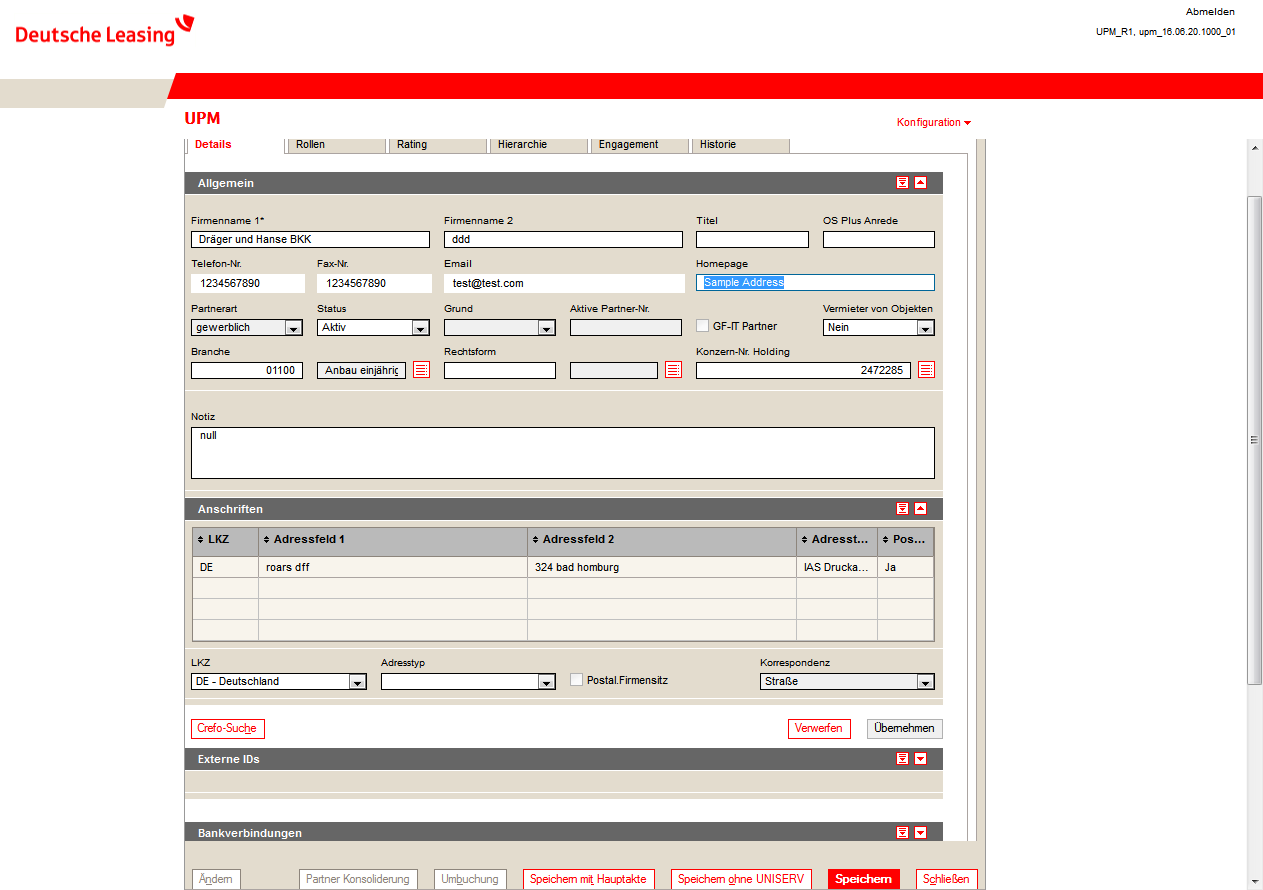 Abmelden
Deutsche Leasing
UPM_R1, upm_16.06.20.1000_01
UPM
Konfiguration
Details Rollen Rating Hierarchie Engagement Historie
Allgemein
Firmenname 1* Firmenname 2 Titel OS Plus Anrede
Dräger und Hanse BKK ddd
Telefon-Nr. Fax-Nr. Email Homepage
1234567890 1234567890 test@test.com Sample Address
Partnerart Status Grund Aktive Partner-Nr. Vermieter von Objekten
gewerblich Aktiv GF-IT Partner Nein
Branche Rechtsform Konzern-Nr. Holding
01100 Anbau einjährig 2472285
Notiz
null
Anschriften
LKZ Adressfeld 1 Adressfeld 2 Adresst... Pos...
DE roars dff 324 bad homburg IAS Drucka... Ja
LKZ Adresstyp Korrespondenz
DE - Deutschland Postal.Firmensitz Straße
Crefo-Suche Verwerfen Übernehmen
Externe IDs
Bankverbindungen
Ändern Partner Konsolidierung Umbuchung Speichern mit Hauptakte Speichern ohne UNISERV Speichern Schließen